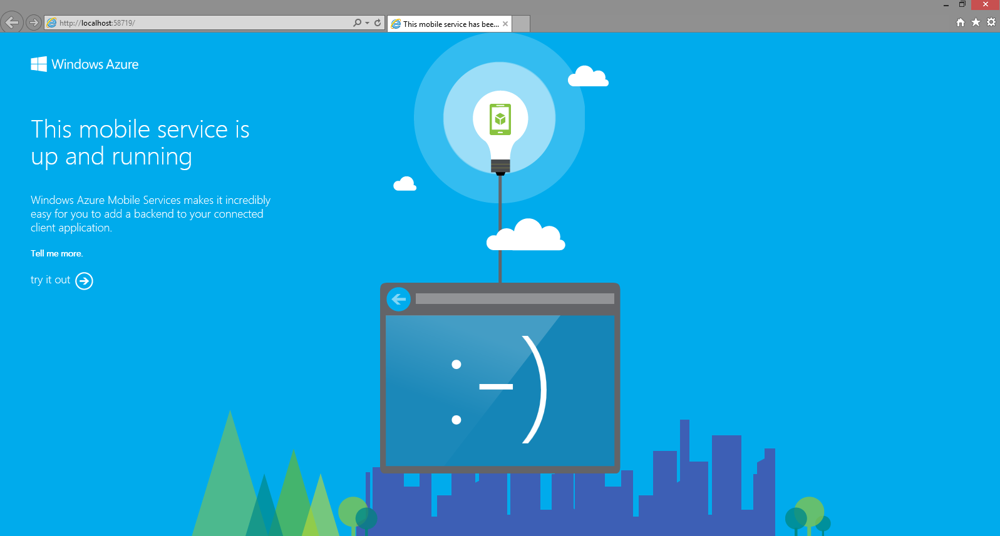 http://localhost:58719/
This mobile service has bee...
Windows Azure
This mobile service is
up and running
Windows Azure Mobile Services makes it incredibly
easy for you to add a backend to your connected
client application.
Tell me more.
try it out
:-)